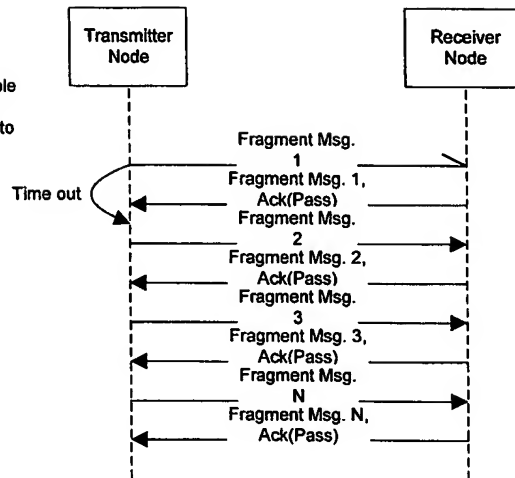 Transmitter
Node
Receiver
Node
to
Fragment Msg.
1
Fragment Msg. 1,
Ack(Pass)
Time out
Fragment Msg.
2
Fragment Msg. 2,
Ack(Pass)
Fragment Msg.
3
Fragment Msg. 3,
Ack(Pass)
Fragment Msg.
N
Fragment Msg. N,
Ack(Pass)